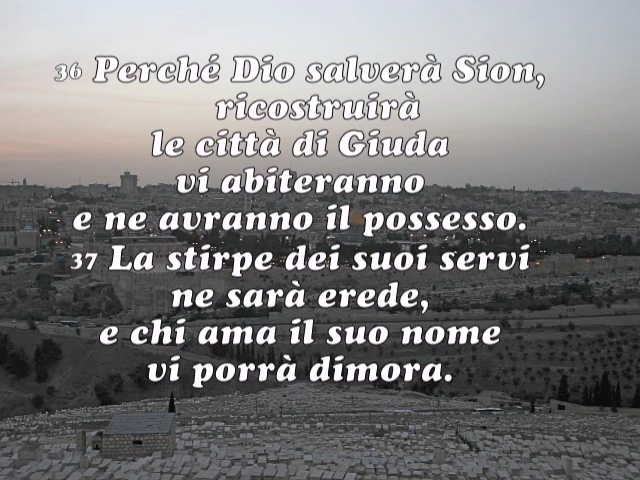 36 Perché Dio salverà Sion,
ricostruirà
le città di Giuda
vi abiteranno
e ne avranno il possesso.
37 La stirpe dei suoi servi
ne sarà erede,
e chi ama il suo nome
vi porrà dimora.